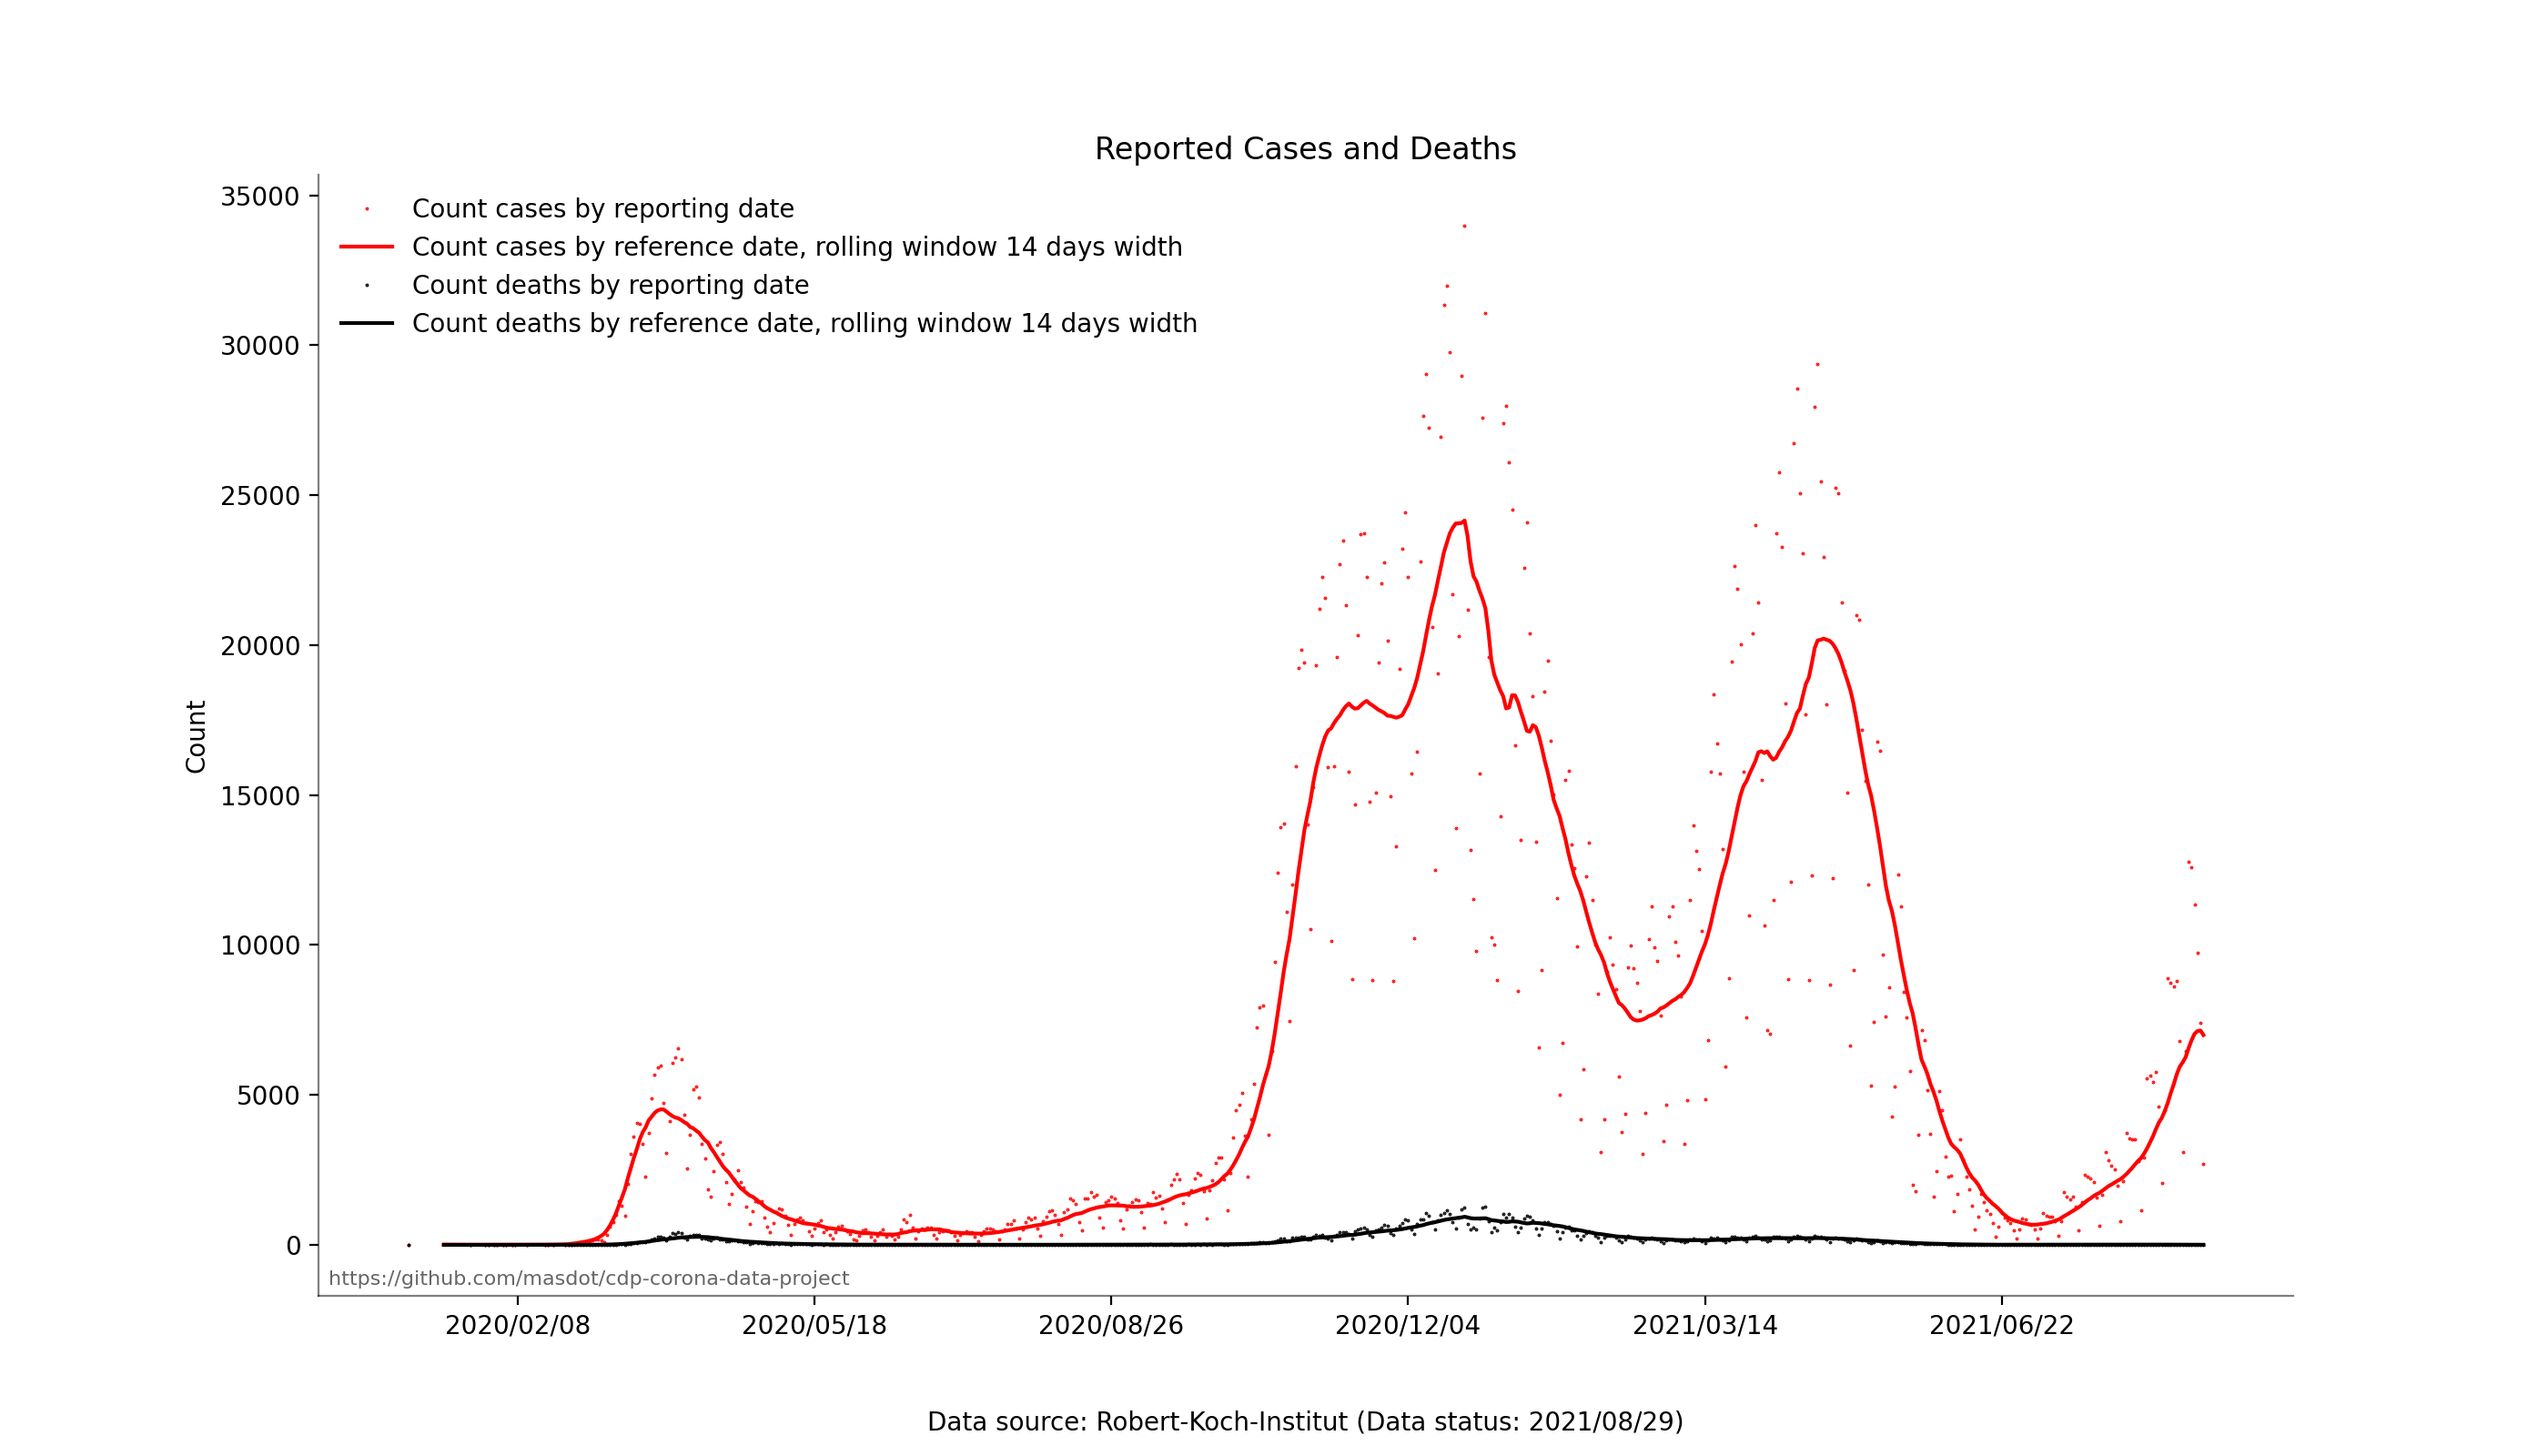 Reported Cases and Deaths
35000
30000
25000
20000
15000
10000
5000
0
Count
Count cases by reporting date
Count cases by reference date, rolling window 14 days width
Count deaths by reporting date
Count deaths by reference date, rolling window 14 days width
https://github.com/masdot/cdp-corona-data-project
2020/02/08 2020/05/18 2020/08/26 2020/12/04 2021/03/14 2021/06/22
Data source: Robert-Koch-Institut (Data status: 2021/08/29)